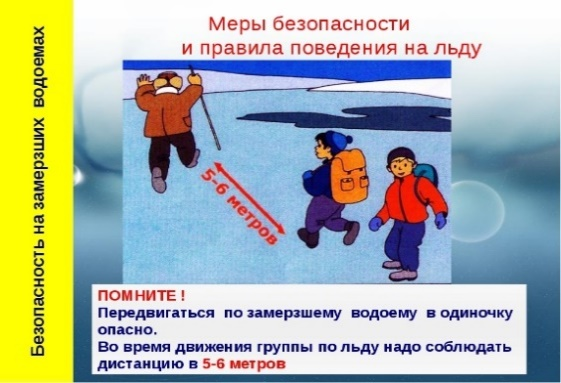 Безопасность на замерзших водоемах
Меры безопасности
и правила поведения на льду
5-6 метров
ПОМНИТЕ !
Передвигаться по замерзшему водоему в одиночку
опасно.
Во время движения группы по льду надо соблюдать
дистанцию в 5-6 метров